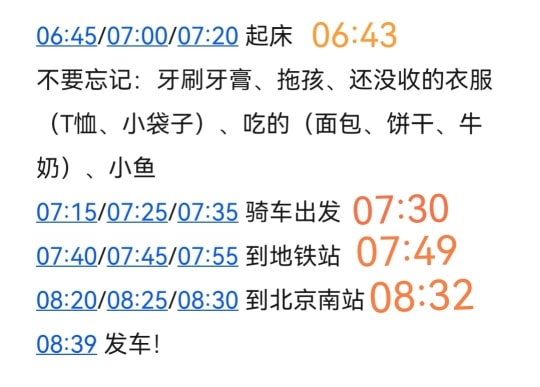 06:45/07:00/07:20 起床 06:43
不要忘记：牙刷牙膏、拖孩、还没收的衣服
（T恤、小袋子）、吃的（面包、饼干、牛
奶）、小鱼
07:15/07:25/07:35 骑车出发 07:30
07:40/07:45/07:55 到地铁站 07:49
08:20/08:25/08:30 到北京南站 08:32
08:39 发车！